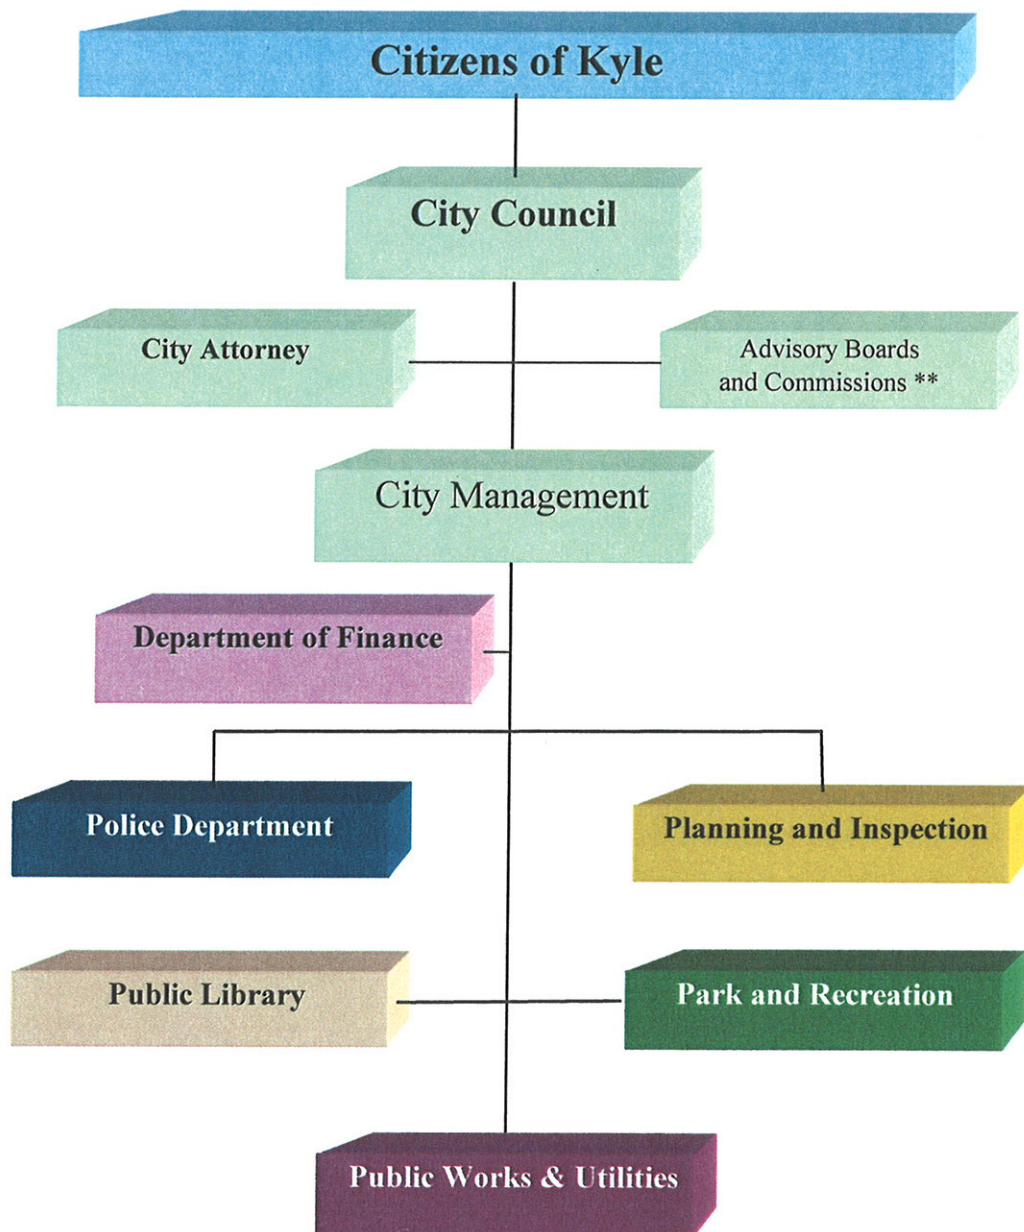 Citizens of Kyle
City Council
City Attorney
Advisory Boards
and Commissions **
City Management
Department of Finance
Police Department
Planning and Inspection
Public Library
Park and Recreation
Public Works & Utilities